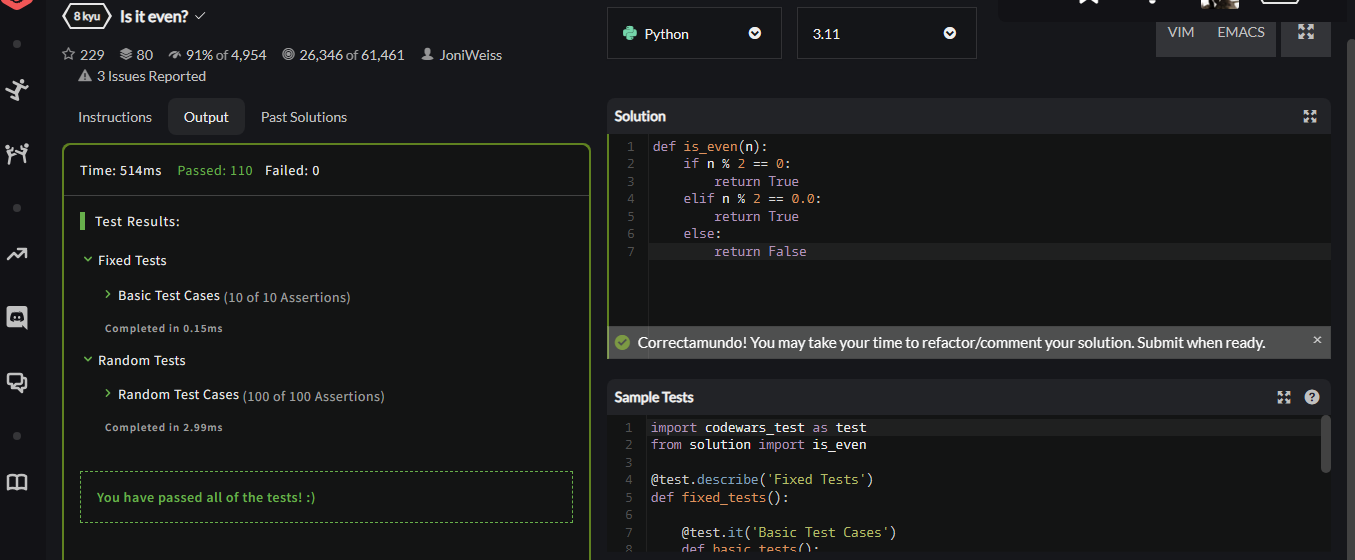 8 kyu Is it even?
229 80 91% of 4,954 26,346 of 61,461 JoniWeiss
3 Issues Reported
Instructions Output Past Solutions
Time: 514ms Passed: 110 Failed: 0
Test Results:
Fixed Tests
Basic Test Cases (10 of 10 Assertions)
Completed in 0.15ms
Random Tests
Random Test Cases (100 of 100 Assertions)
Completed in 2.99ms
You have passed all of the tests! :)
Python 3.11 VIM EMACS
Solution
1 def is_even(n):
2 if n % 2 == 0:
3 return True
4 elif n % 2 == 0.0:
5 return True
6 else:
7 return False
Correctamundo! You may take your time to refactor/comment your solution. Submit when ready. ×
Sample Tests ?
1 import codewars_test as test
2 from solution import is_even
3
4 @test.describe('Fixed Tests')
5 def fixed_tests():
6
7 @test.it('Basic Test Cases')
8 def basic_tests():